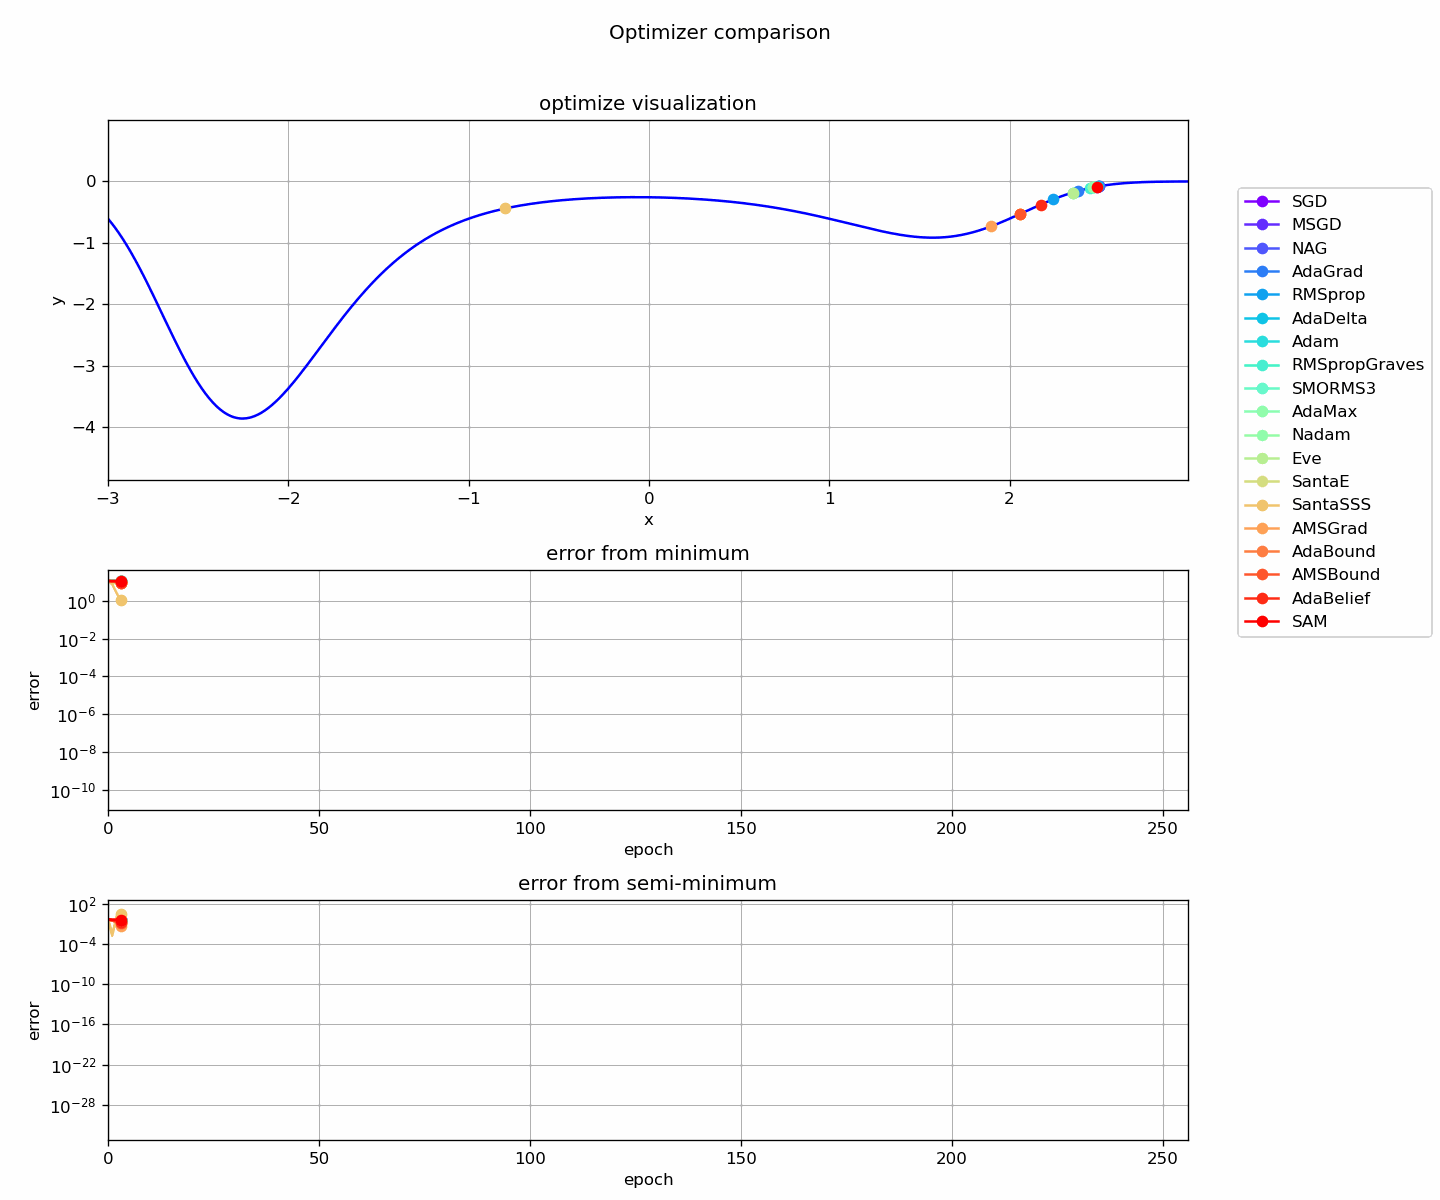 Optimizer comparison
optimize visualization
y
0
−1
−2
−3
−4
−3 −2 −1 0 1 2
x
SGD
MSGD
NAG
AdaGrad
RMSprop
AdaDelta
Adam
RMSpropGraves
SMORMS3
AdaMax
Nadam
Eve
SantaE
SantaSSS
AMSGrad
AdaBound
AMSBound
AdaBelief
SAM
error from minimum
error
10⁰
10⁻²
10⁻⁴
10⁻⁶
10⁻⁸
10⁻¹⁰
0 50 100 150 200 250
epoch
error from semi-minimum
error
10²
10⁻⁴
10⁻¹⁰
10⁻¹⁶
10⁻²²
10⁻²⁸
0 50 100 150 200 250
epoch